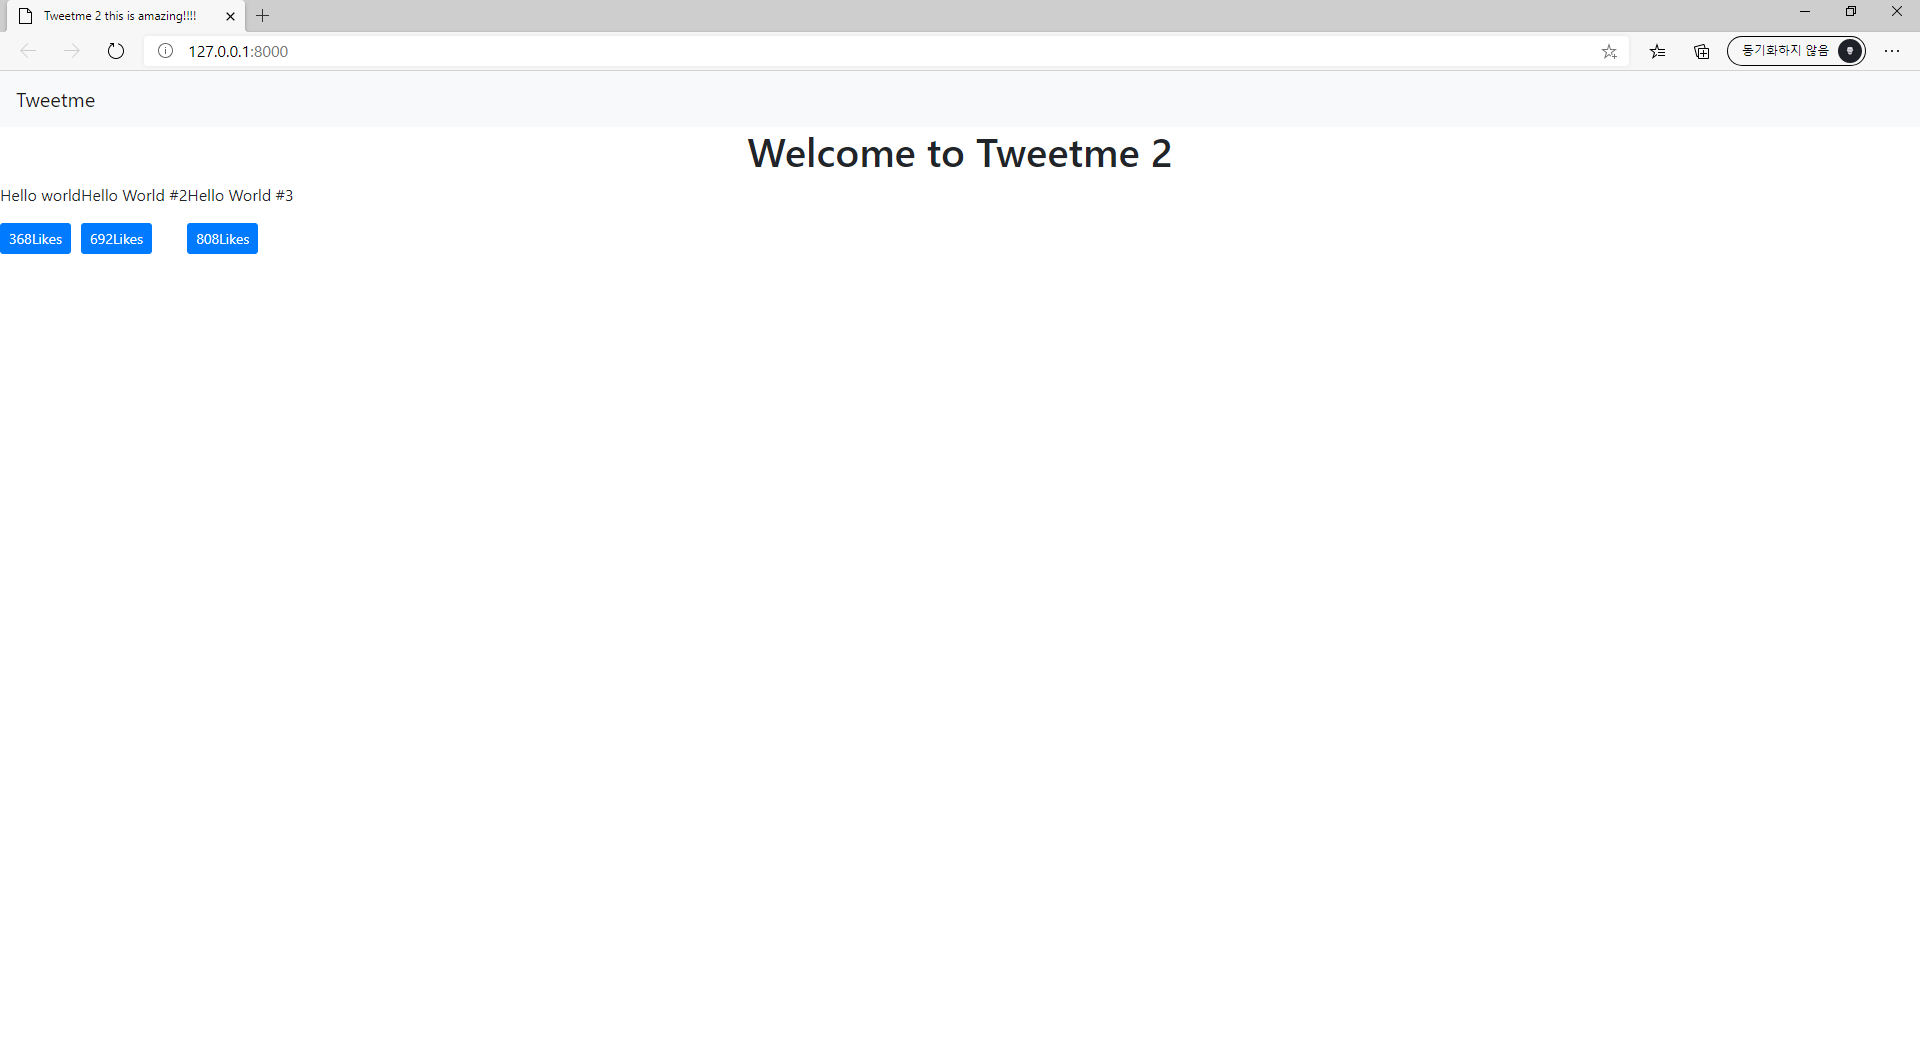 Tweetme 2 this is amazing!!!!
127.0.0.1:8000
동기화하지 않음
Tweetme
Welcome to Tweetme 2
Hello worldHello World #2Hello World #3
368Likes 692Likes 808Likes